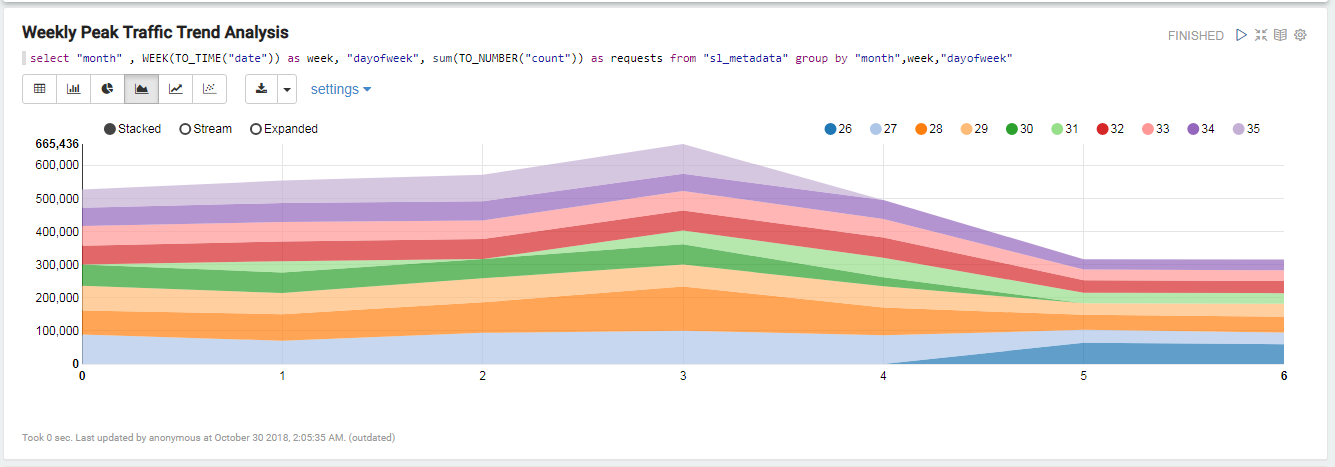 Weekly Peak Traffic Trend Analysis
FINISHED
select "month" , WEEK(TO_TIME("date")) as week, "dayofweek", sum(TO_NUMBER("count")) as requests from "sl_metadata" group by "month",week,"dayofweek"
settings
Stacked Stream Expanded
26 27 28 29 30 31 32 33 34 35
665,436
600,000
500,000
400,000
300,000
200,000
100,000
0
0 1 2 3 4 5 6
Took 0 sec. Last updated by anonymous at October 30 2018, 2:05:35 AM. (outdated)